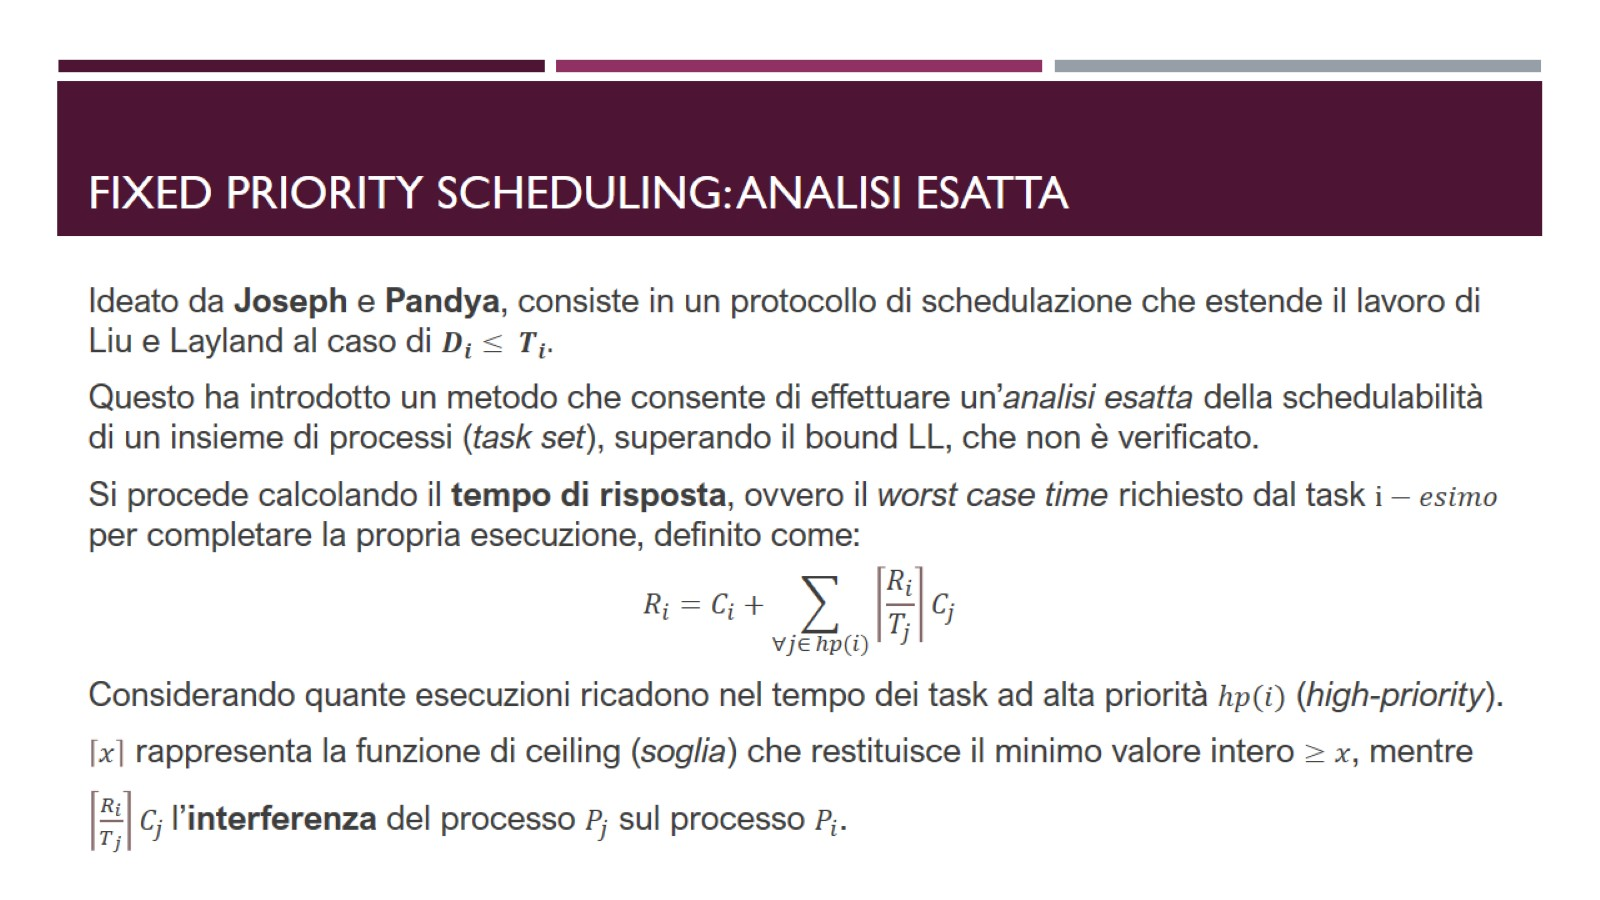 FIXED PRIORITY SCHEDULING: ANALISI ESATTA
Ideato da Joseph e Pandya, consiste in un protocollo di schedulazione che estende il lavoro di
Liu e Layland al caso di Dᵢ ≤ Tᵢ.
Questo ha introdotto un metodo che consente di effettuare un’analisi esatta della schedulabilità
di un insieme di processi (task set), superando il bound LL, che non è verificato.
Si procede calcolando il tempo di risposta, ovvero il worst case time richiesto dal task i − esimo
per completare la propria esecuzione, definito come:
Rᵢ = Cᵢ + ∑_{∀ j∈ hp(i)} ⌈Rᵢ/Tⱼ⌉ Cⱼ
Considerando quante esecuzioni ricadono nel tempo dei task ad alta priorità hp(i) (high-priority).
⌈x⌉ rappresenta la funzione di ceiling (soglia) che restituisce il minimo valore intero ≥ x, mentre
⌈Rᵢ/Tⱼ⌉ Cⱼ l’interferenza del processo Pⱼ sul processo Pᵢ.